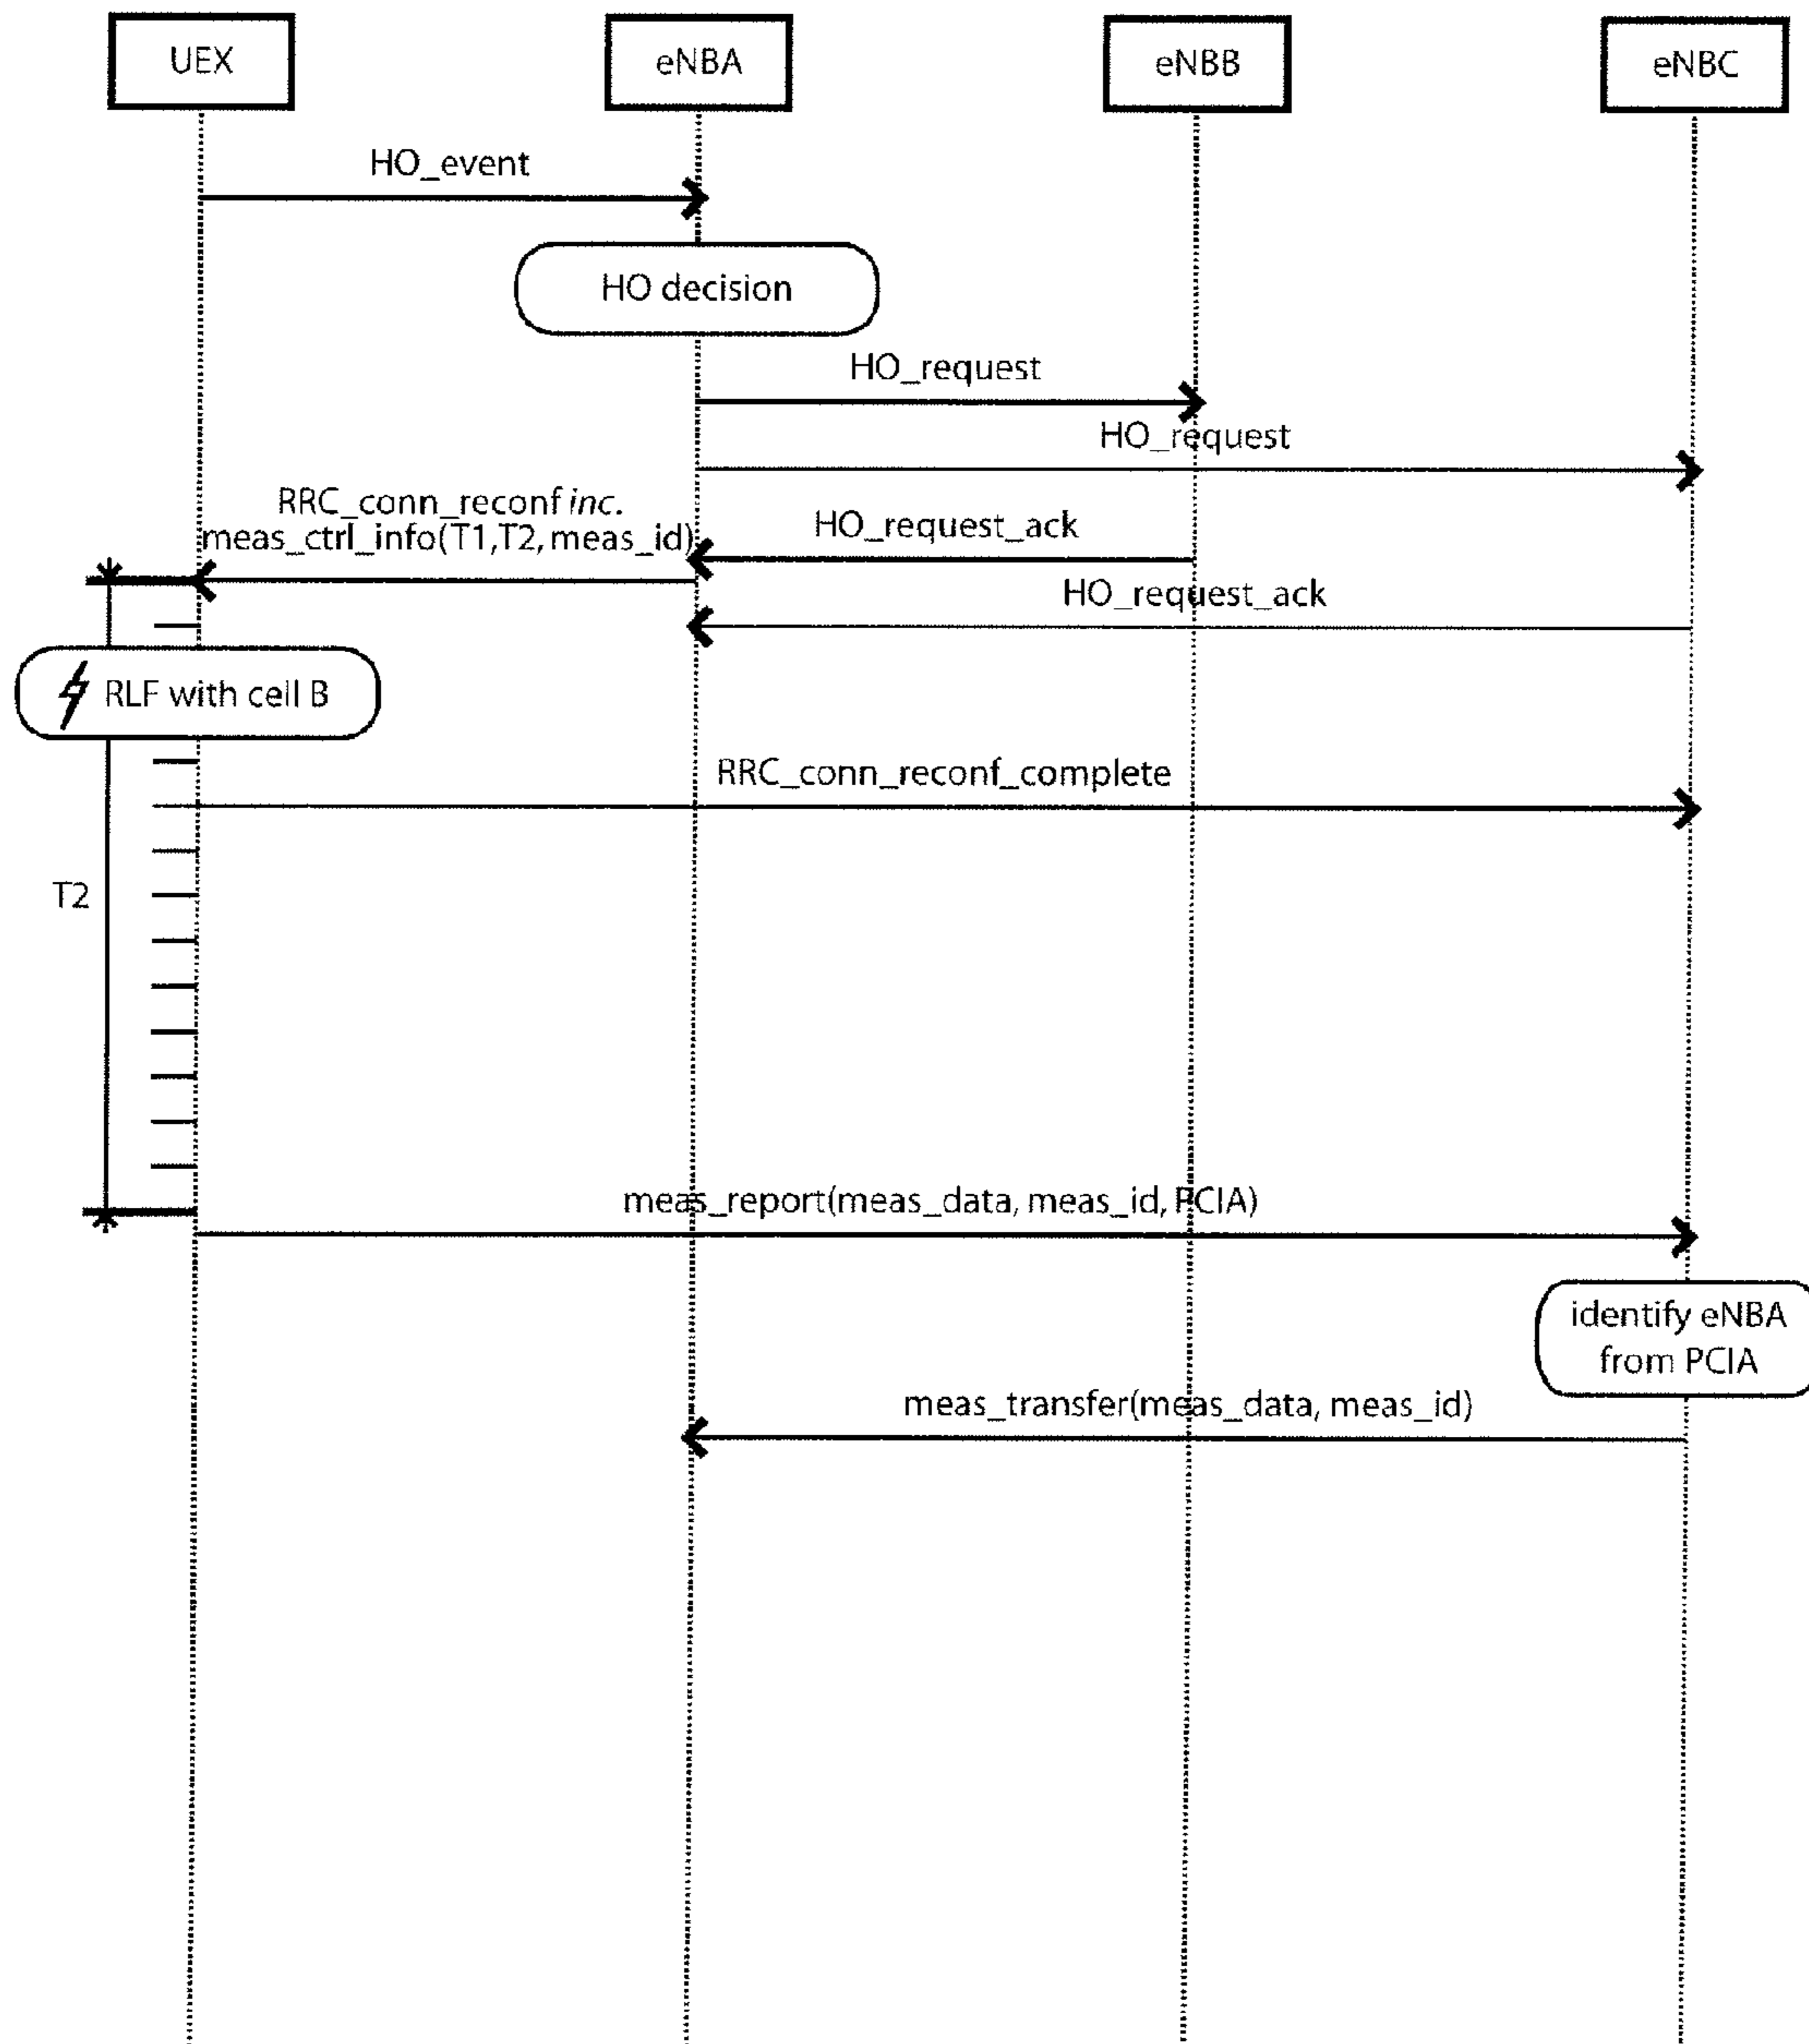 UEX
eNBA
eNBB
eNBC
HO_event
HO decision
HO_request
HO_request
RRC_conn_reconf inc.
meas_ctrl_info(T1,T2, meas_id)
HO_request_ack
HO_request_ack
RLF with cell B
RRC_conn_reconf_complete
T2
meas_report(meas_data, meas_id, PCIA)
identify eNBA
from PCIA
meas_transfer(meas_data, meas_id)